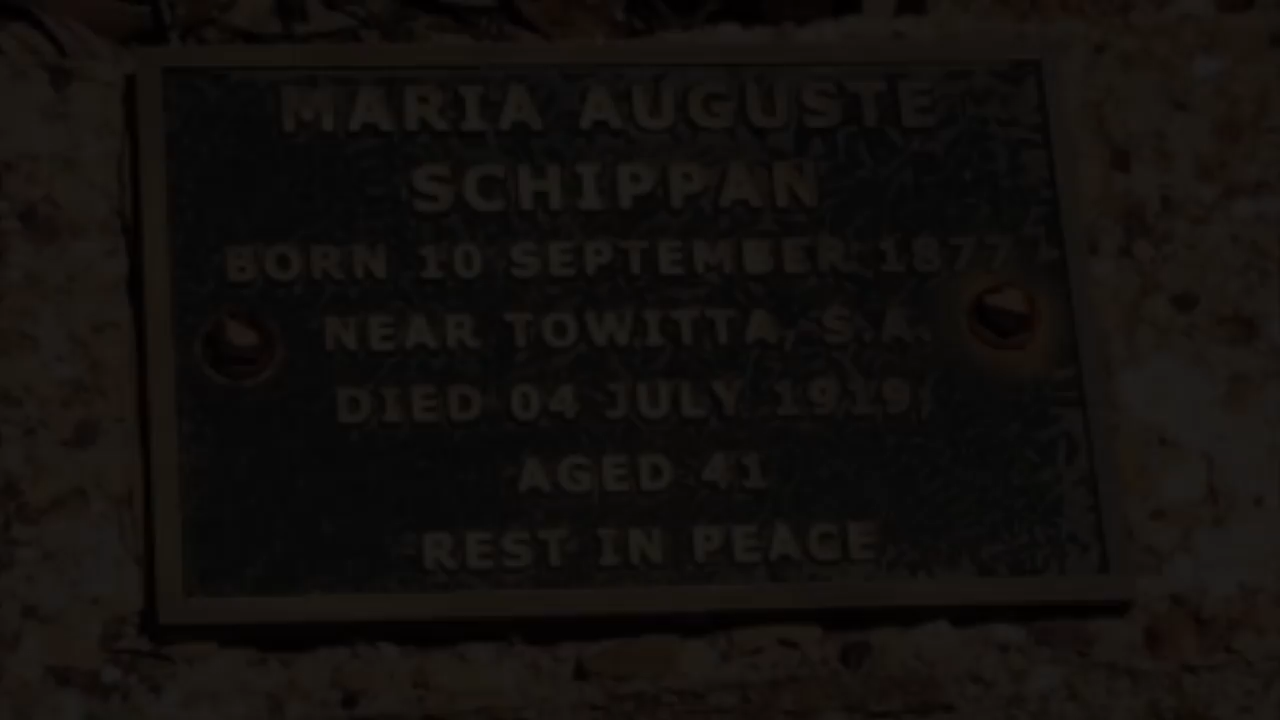 MARIA AUGUSTE
SCHIPPAN
BORN 10 SEPTEMBER 1877
NEAR TOWITTA, S.A.
DIED 04 JULY 1919,
AGED 41
REST IN PEACE